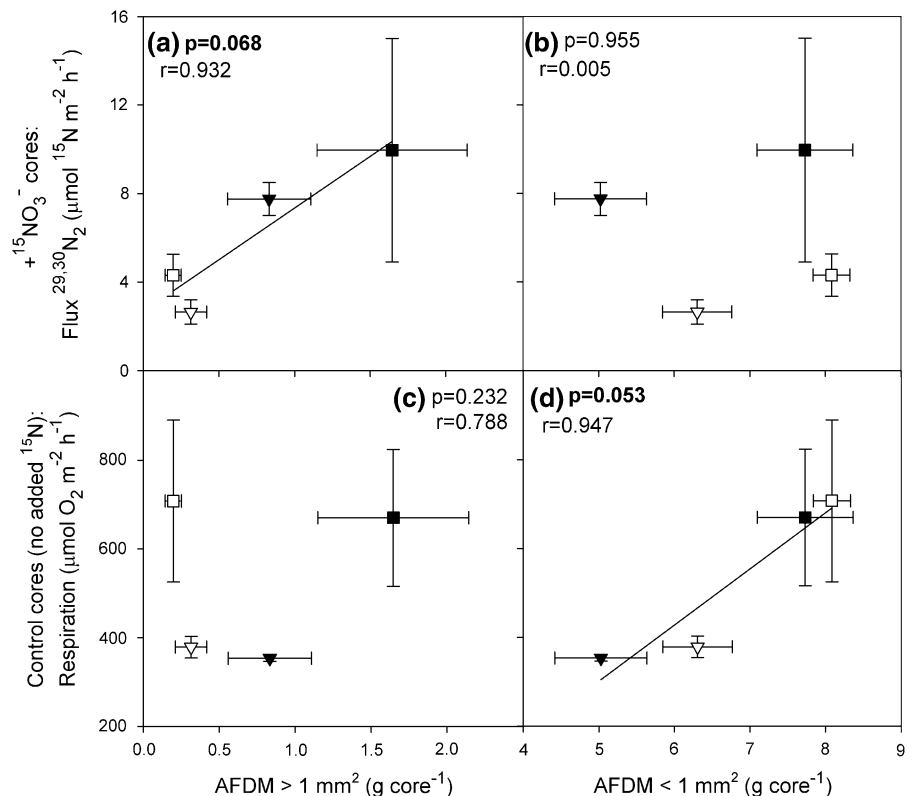 (a) p=0.068
r=0.932
(b) p=0.955
r=0.005
16
12
8
4
0
+ ¹⁵NO₃⁻ cores:
Flux ²⁹,³⁰N₂ (μmol ¹⁵N m⁻² h⁻¹)
(c) p=0.232
r=0.788
(d) p=0.053
r=0.947
800
600
400
200
Control cores (no added ¹⁵N):
Respiration (μmol O₂ m⁻² h⁻¹)
0.0 0.5 1.0 1.5 2.0 4 5 6 7 8 9
AFDM > 1 mm² (g core⁻¹)
AFDM < 1 mm² (g core⁻¹)